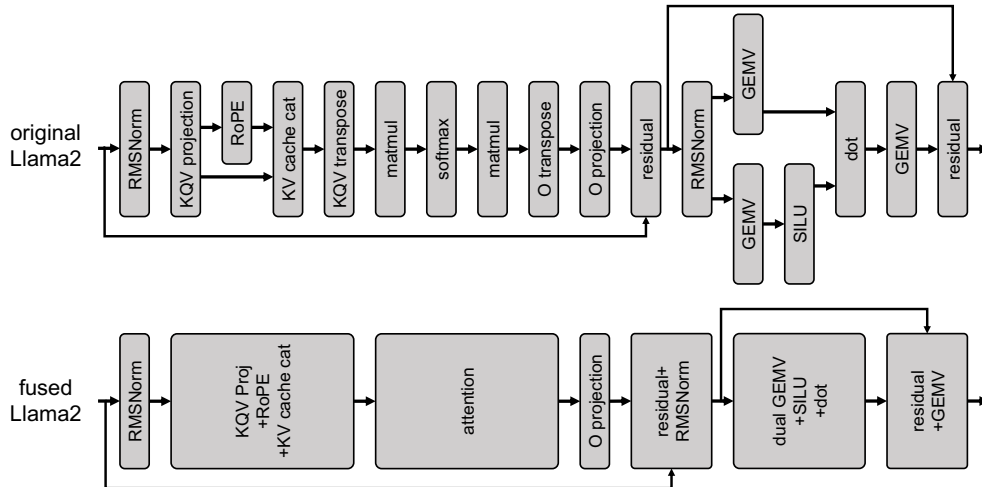 original
Llama2
RMSNorm
KQV projection
RoPE
KV cache cat
KQV transpose
matmul
softmax
matmul
O transpose
O projection
residual
RMSNorm
GEMV
GEMV
SILU
dot
GEMV
residual
fused
Llama2
RMSNorm
KQV Proj
+RoPE
+KV cache cat
attention
O projection
residual+
RMSNorm
dual GEMV
+SILU
+dot
residual
+GEMV